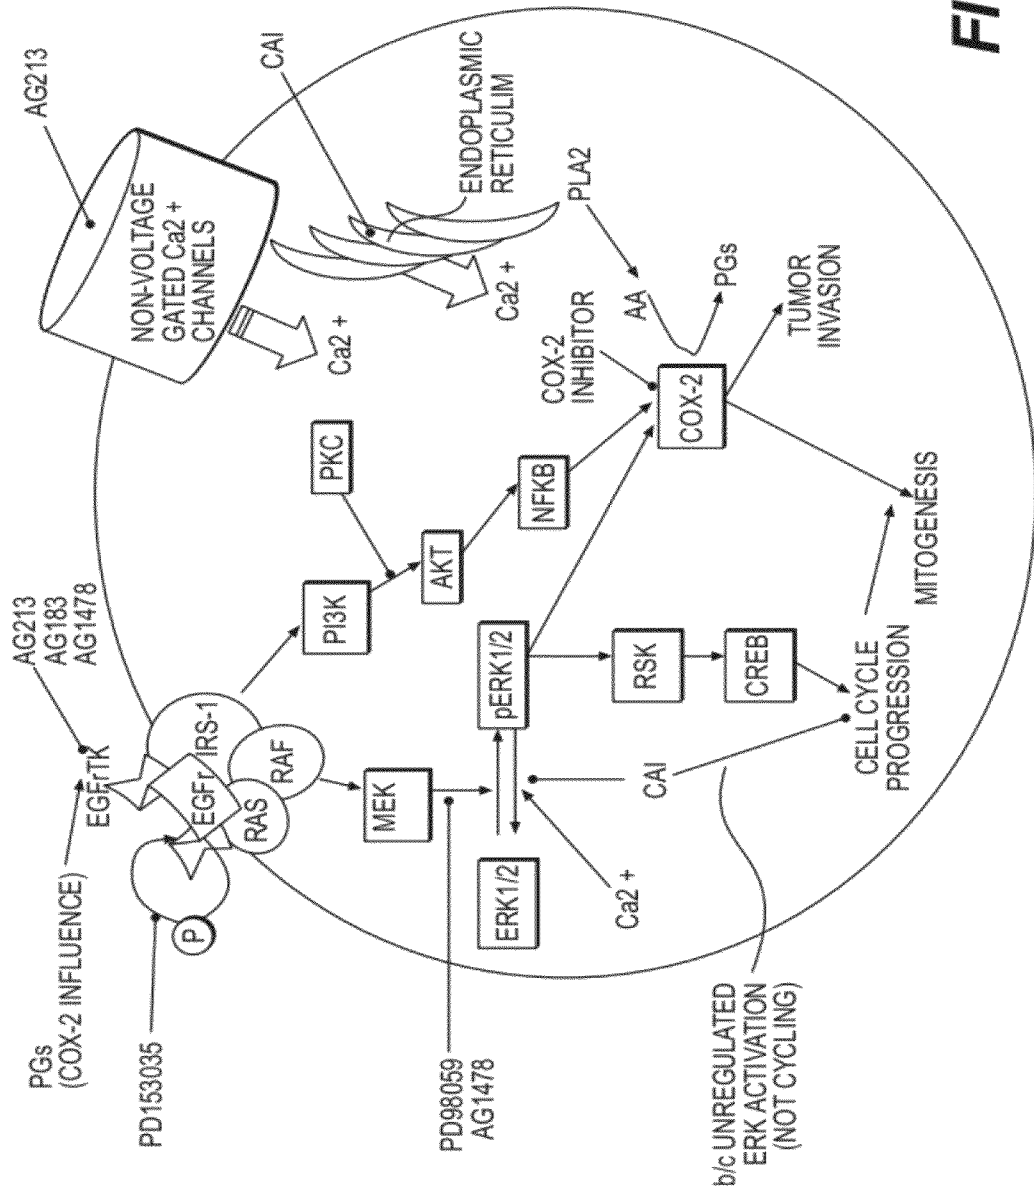 AG213
NON-VOLTAGE
GATED Ca2 +
CHANNELS
Ca2 +
CAI
ENDOPLASMIC
RETICULIM
Ca2 +
PLA2
AA
PGs
COX-2
INHIBITOR
COX-2
TUMOR
INVASION
PKC
PI3K
AKT
NFKB
AG213
AG183
AG1478
EGFrTK
EGFr
IRS-1
RAS
RAF
P
PGs
(COX-2 INFLUENCE)
PD153035
MEK
PD98059
AG1478
ERK1/2
pERK1/2
RSK
CREB
CAI
Ca2 +
CELL CYCLE
PROGRESSION
MITOGENESIS
b/c UNREGULATED
ERK ACTIVATION
(NOT CYCLING)
FI